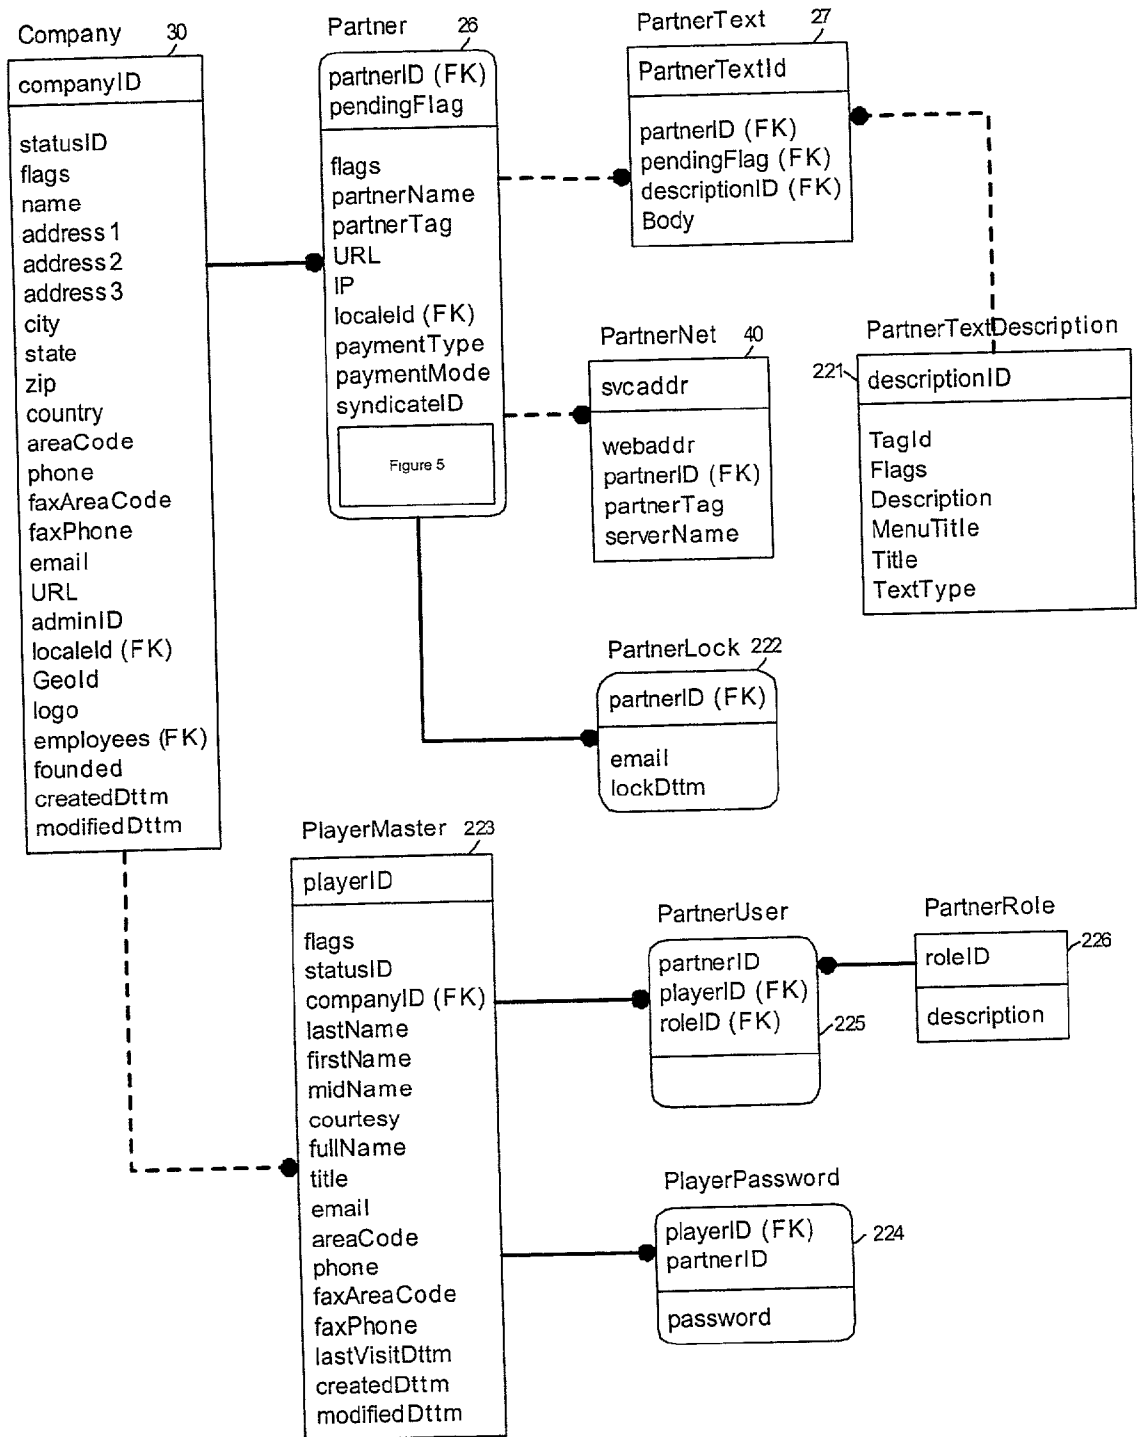 Company 30
companyID
statusID
flags
name
address1
address2
address3
city
state
zip
country
areaCode
phone
faxAreaCode
faxPhone
email
URL
adminID
localeId (FK)
GeoId
logo
employees (FK)
founded
createdDttm
modifiedDttm
Partner 26
partnerID (FK)
pendingFlag
flags
partnerName
partnerTag
URL
IP
localeId (FK)
paymentType
paymentMode
syndicateID
Figure 5
PartnerText
27
PartnerTextId
partnerID (FK)
pendingFlag (FK)
descriptionID (FK)
Body
PartnerNet 40
svcaddr
webaddr
partnerID (FK)
partnerTag
serverName
PartnerTextDescription
221
descriptionID
TagId
Flags
Description
MenuTitle
Title
TextType
PartnerLock 222
partnerID (FK)
email
lockDttm
PlayerMaster 223
playerID
flags
statusID
companyID (FK)
lastName
firstName
midName
courtesy
fullName
title
email
areaCode
phone
faxAreaCode
faxPhone
lastVisitDttm
createdDttm
modifiedDttm
PartnerUser
partnerID
playerID (FK)
roleID (FK)
225
PartnerRole
226
roleID
description
PlayerPassword
playerID (FK)
224
partnerID
password